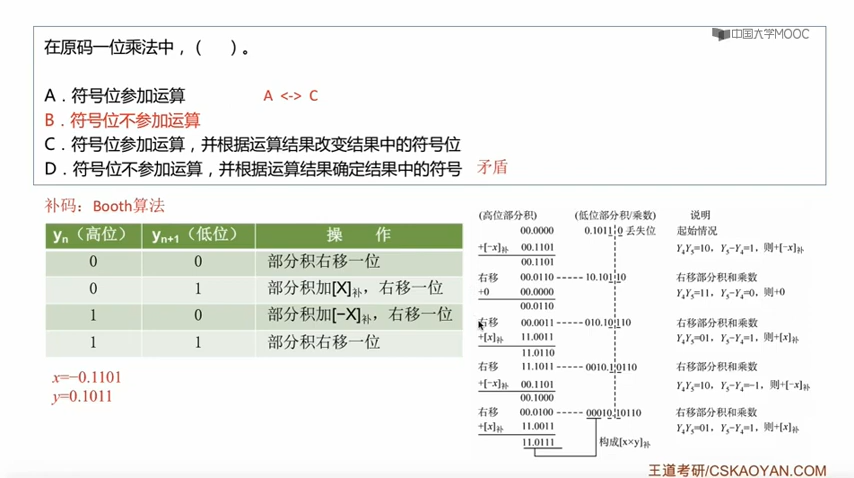 中国大学MOOC
在原码一位乘法中，（ ）。
A．符号位参加运算 A <-> C
B．符号位不参加运算
C．符号位参加运算，并根据运算结果改变结果中的符号位
D．符号位不参加运算，并根据运算结果确定结果中的符号 矛盾
补码：Booth算法
yn（高位） yn+1（低位） 操 作
0 0 部分积右移一位
0 1 部分积加[X]补，右移一位
1 0 部分积加[−X]补，右移一位
1 1 部分积右移一位
x=−0.1101
y=0.1011
(高位部分积) (低位部分积/乘数) 说明
00.0000 0.1011 0 丢失位 起始情况
+[−x]补 00.1101 Y4Y5=10，Y5−Y4=1，则+[−x]补
00.1101
右移 00.0110 10.101 10 右移部分积和乘数
+0 00.0000 Y4Y5=11，Y5−Y4=0，则+0
00.0110
右移 00.0011 010.10 110 右移部分积和乘数
+[x]补 11.0011 Y4Y5=01，Y5−Y4=1，则+[x]补
11.0110
右移 11.1011 0010.1 0110 右移部分积和乘数
+[−x]补 00.1101 Y4Y5=10，Y5−Y4=−1，则+[−x]补
00.1000
右移 00.0100 00010 10110 右移部分积和乘数
+[x]补 11.0011 Y4Y5=01，Y5−Y4=1，则+[x]补
11.0111 构成[x×y]补
王道考研/CSKAOYAN.COM